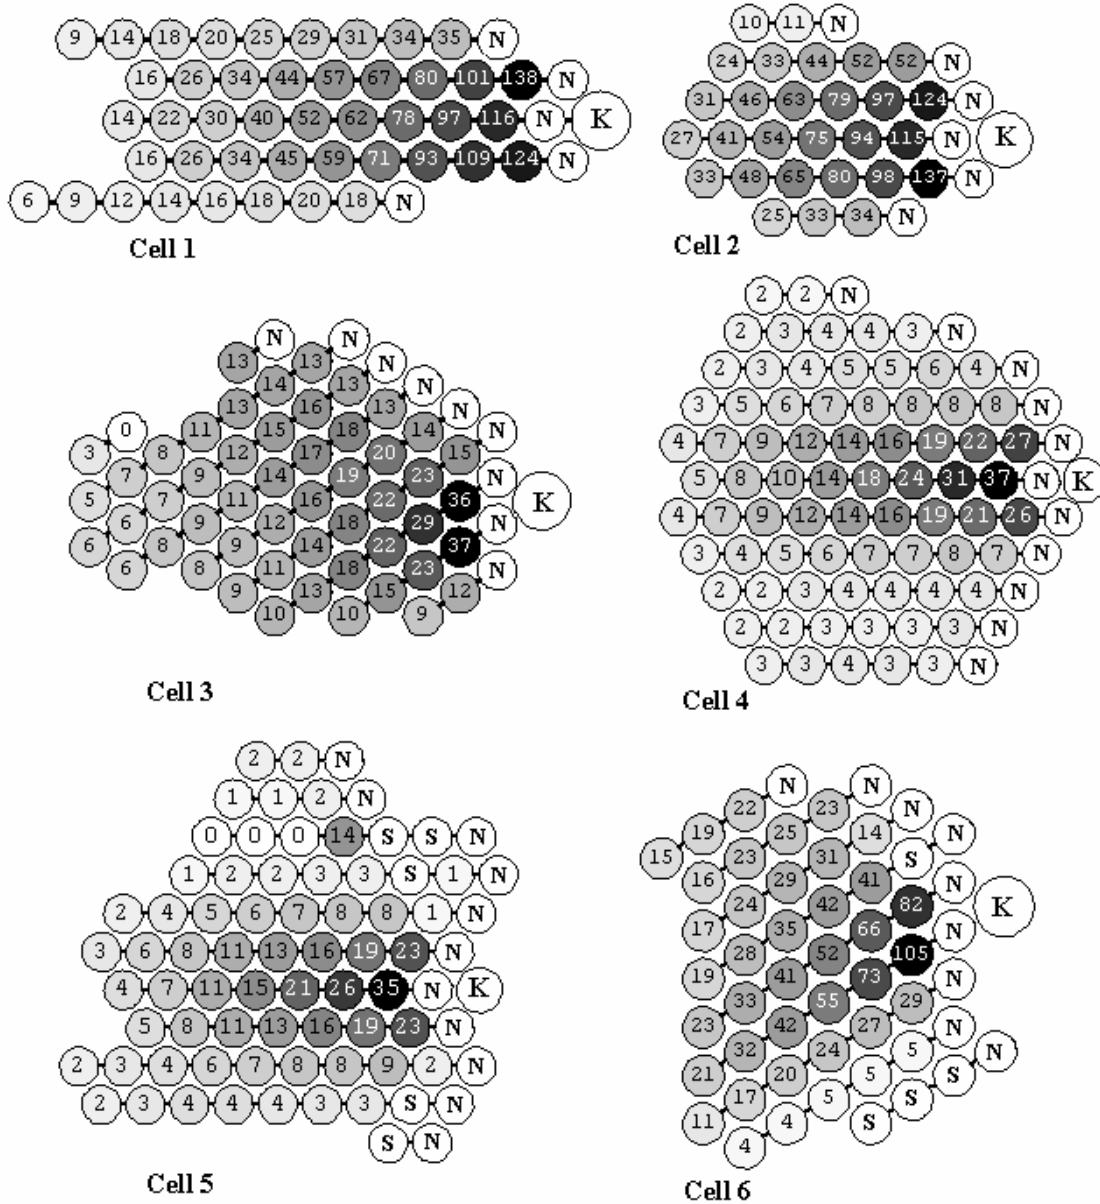 9 14 18 20 25 29 31 34 35 N
16 26 34 44 57 67 80 101 138 N
14 22 30 40 52 62 78 97 116 N K
16 26 34 45 59 71 93 109 124 N
6 9 12 14 16 18 20 18 N
Cell 1
10 11 N
24 33 44 52 52 N
31 46 63 79 97 124 N
27 41 54 75 94 115 N K
33 48 65 80 98 137 N
25 33 34 N
Cell 2
N N
13 13 N
14 13 N
13 16 13 N
0 11 15 18 14 N
3 8 12 17 20 15
7 9 14 19 23 N
5 7 11 16 22 36 K
6 9 12 18 29 N
6 8 9 14 22 37
6 8 11 18 23 N
9 13 15 12
10 10 9
Cell 3
2 2 N
2 3 4 4 3 N
2 3 4 5 5 6 4 N
3 5 6 7 8 8 8 8 N
4 7 9 12 14 16 19 22 27 N
5 8 10 14 18 24 31 37 N K
4 7 9 12 14 16 19 21 26 N
3 4 5 6 7 7 8 7 N
2 2 3 4 4 4 4 N
2 2 3 3 3 3 N
3 3 4 3 3 N
Cell 4
2 2 N
1 1 2 N
0 0 0 14 S S N
1 2 2 3 3 S 1 N
2 4 5 6 7 8 8 1 N
3 6 8 11 13 16 19 23 N
4 7 11 15 21 26 35 N K
5 8 11 13 16 19 23 N
2 3 4 6 7 8 8 9 2 N
2 3 4 4 4 3 3 S N
S N
Cell 5
N N
22 23 N
19 25 14 N
15 23 31 S
16 29 41 N
24 42 82 K
17 35 66 N
28 52 105
19 41 73 N
33 55 29
23 42 27 N
32 24 5 N
21 20 5 S
17 5 S
11 4 S
4
Cell 6